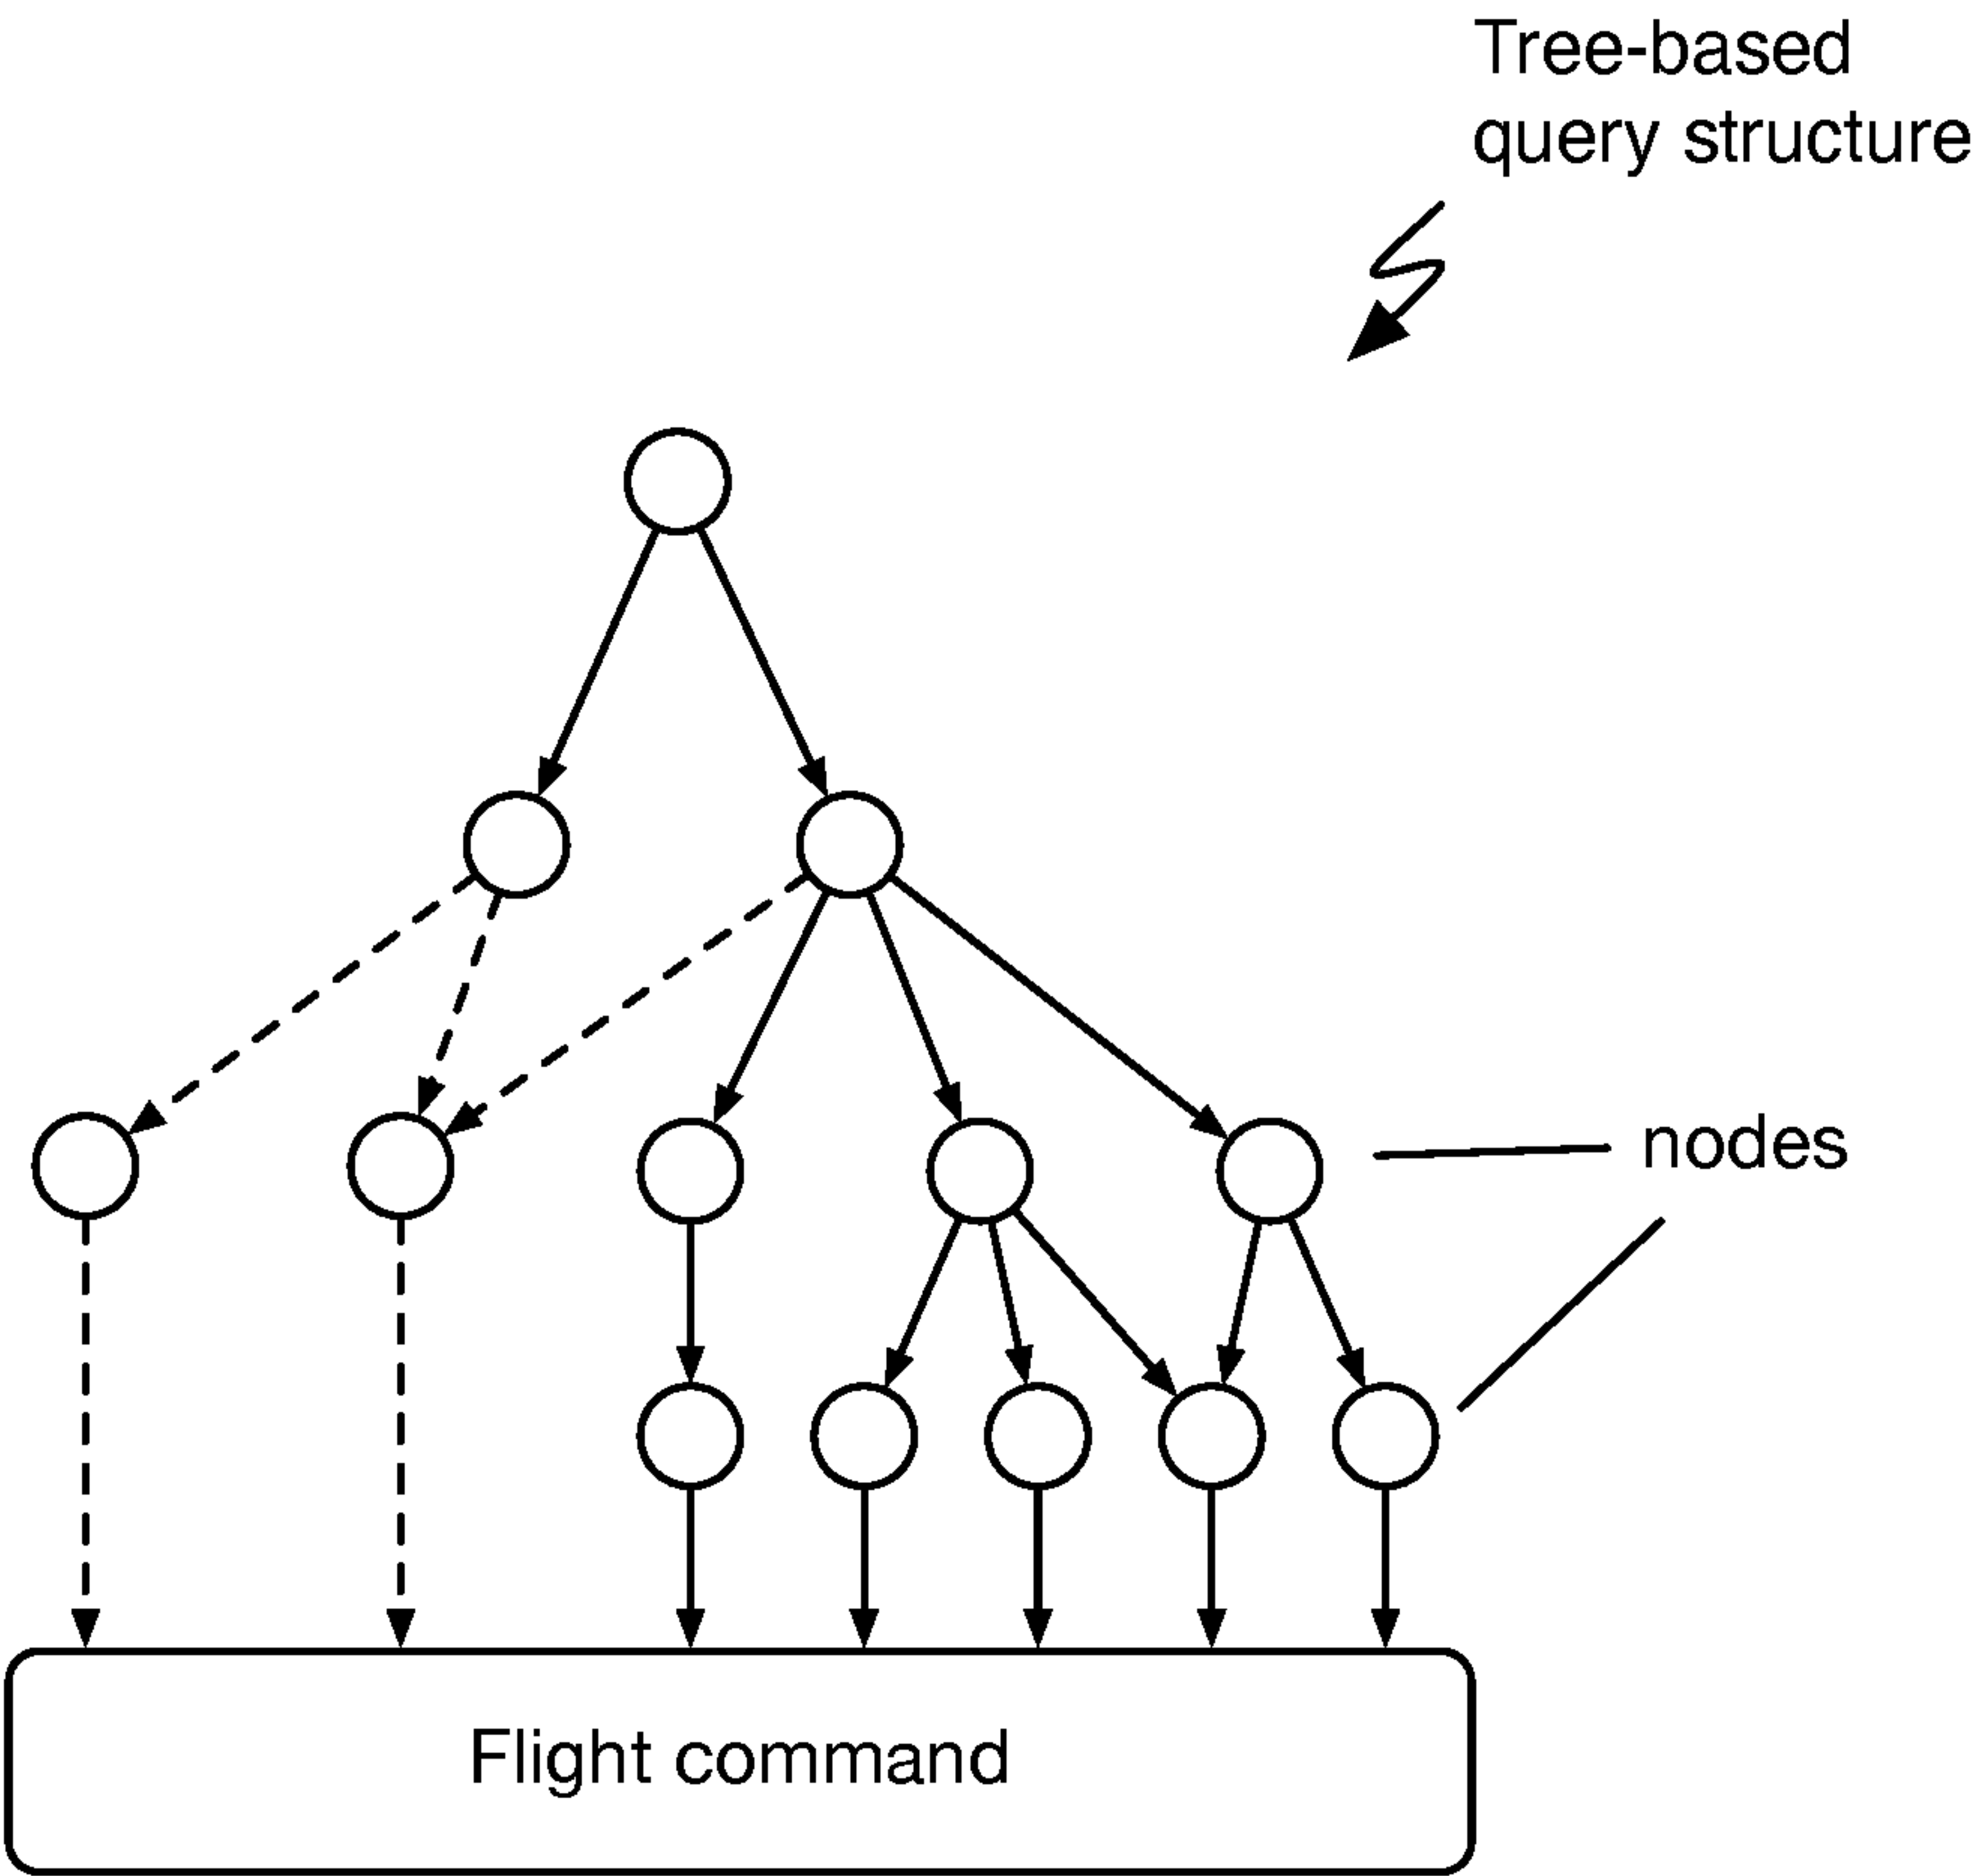 Tree-based
query structure
nodes
Flight command